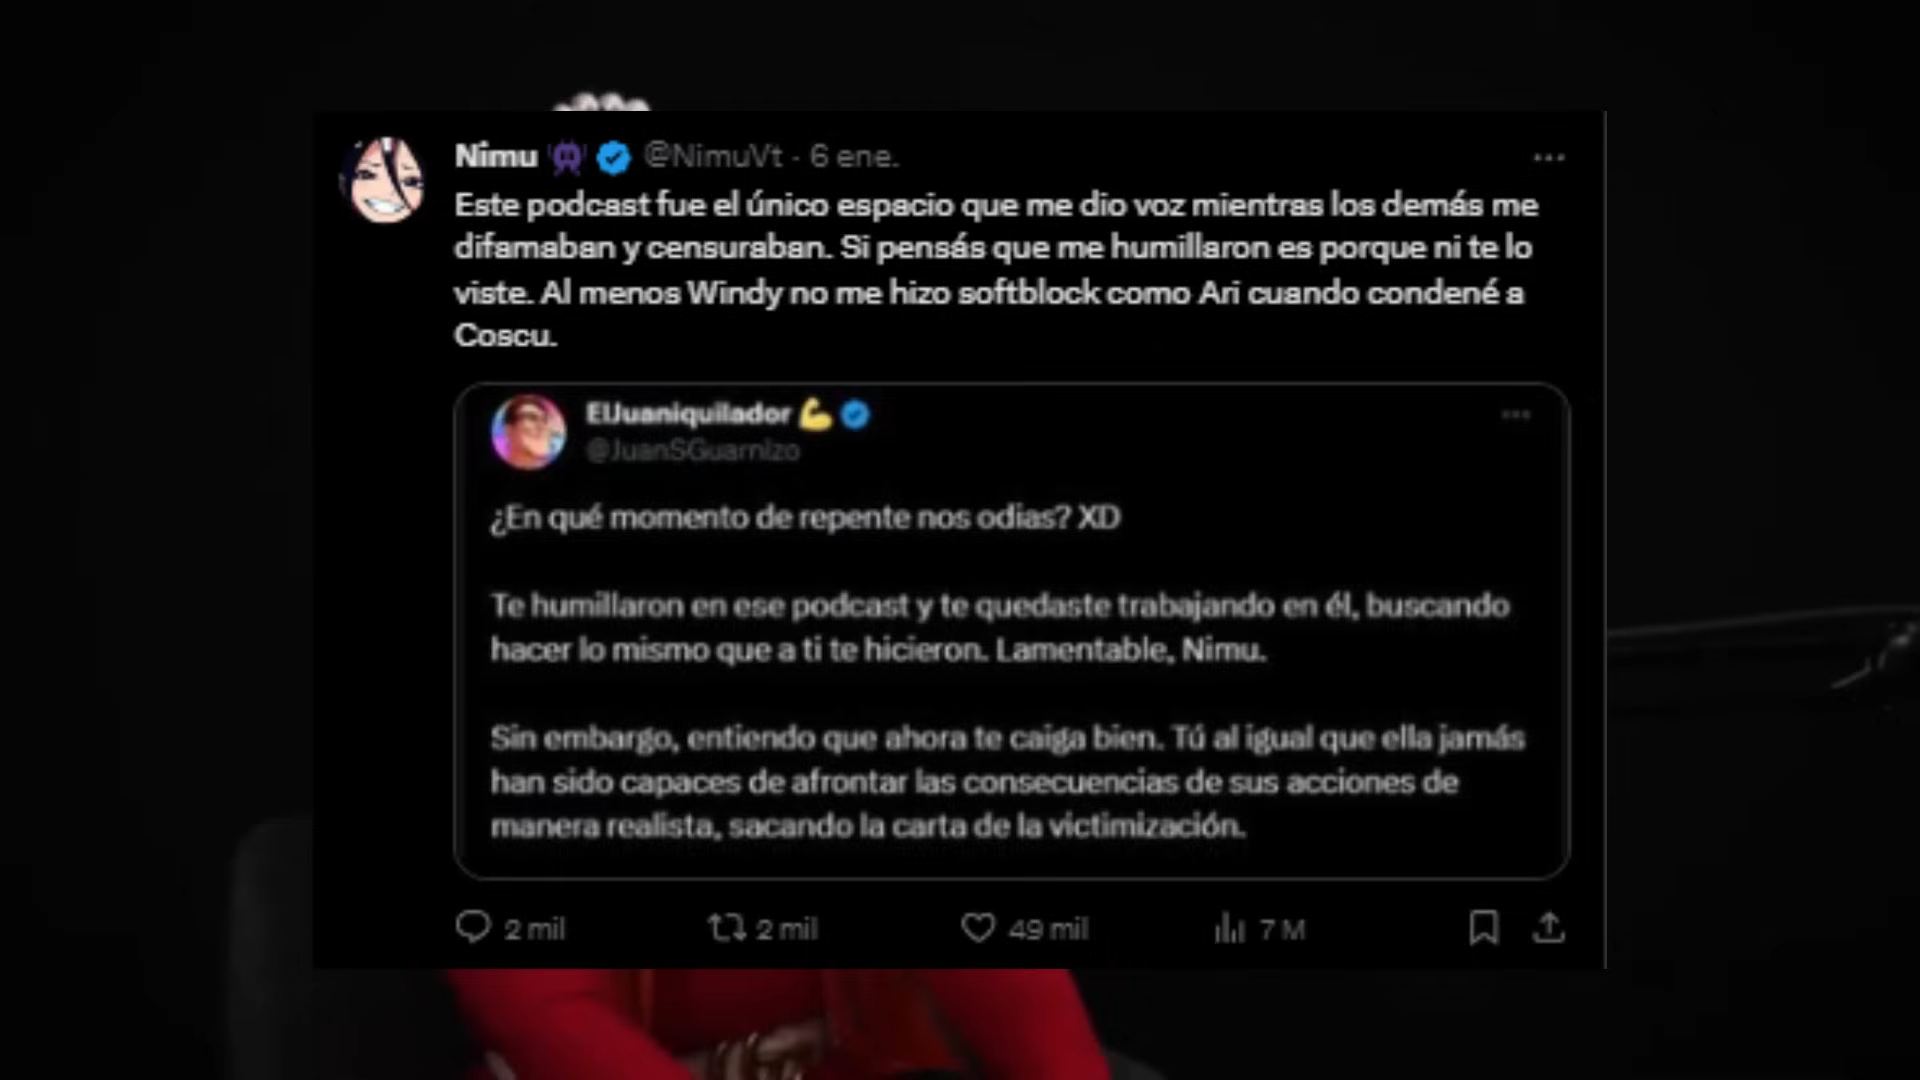 Nimu @NimuVt · 6 ene.
Este podcast fue el único espacio que me dio voz mientras los demás me
difamaban y censuraban. Si pensás que me humillaron es porque ni te lo
viste. Al menos Windy no me hizo softblock como Ari cuando condené a
Coscu.
ElJuaniquilador 💪
@JuanSGuarnizo
¿En qué momento de repente nos odias? XD
Te humillaron en ese podcast y te quedaste trabajando en él, buscando
hacer lo mismo que a ti te hicieron. Lamentable, Nimu.
Sin embargo, entiendo que ahora te caiga bien. Tú al igual que ella jamás
han sido capaces de afrontar las consecuencias de sus acciones de
manera realista, sacando la carta de la victimización.
2 mil 2 mil 49 mil 7 M